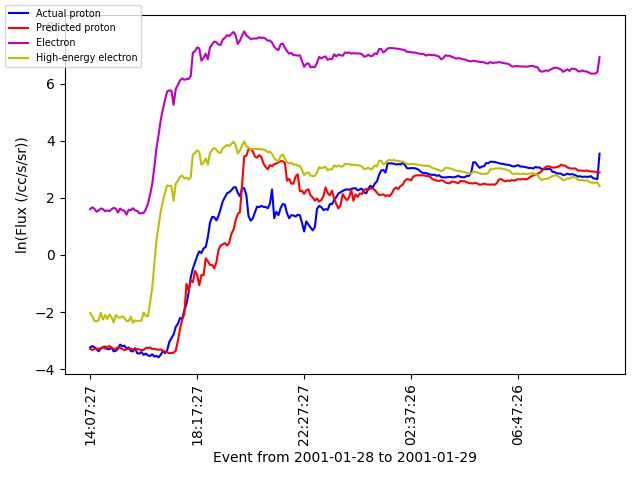 Actual proton
Predicted proton
Electron
High-energy electron
6
4
2
0
−2
−4
ln(Flux (/cc/s/sr))
14:07:27
18:17:27
22:27:27
02:37:26
06:47:26
Event from 2001-01-28 to 2001-01-29